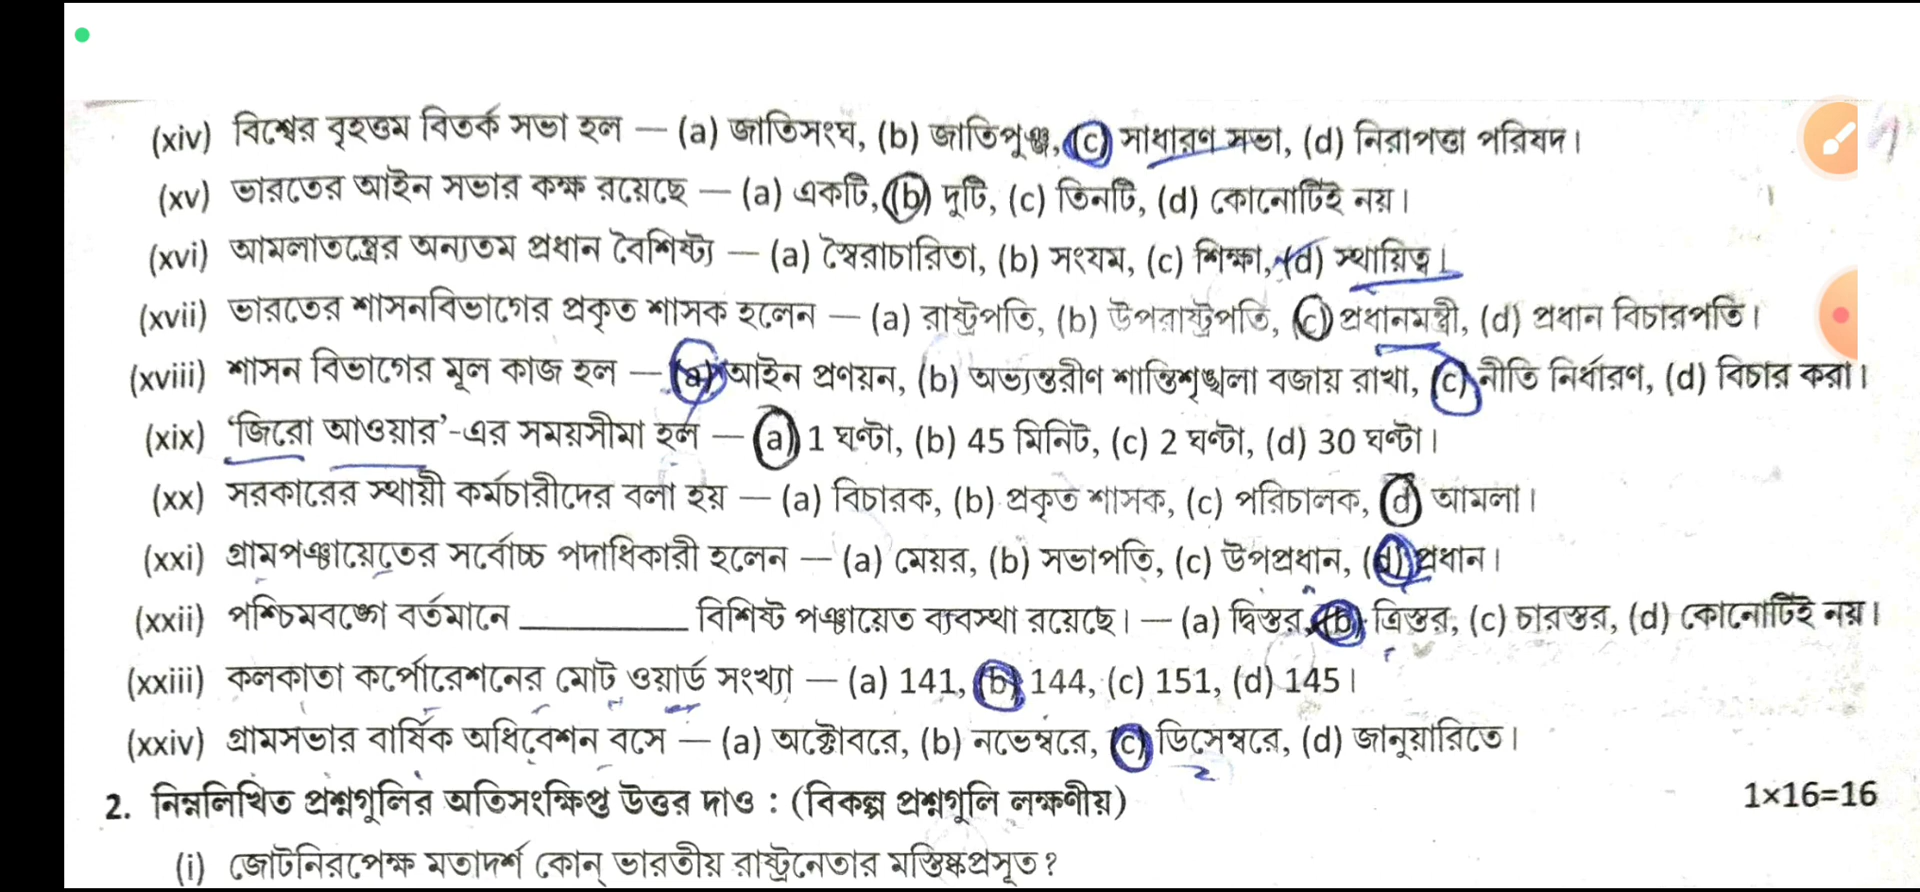 (xiv) বিশ্বের বৃহত্তম বিতর্ক সভা হল — (a) জাতিসংঘ, (b) জাতিপুঞ্জ, (c) সাধারণ সভা, (d) নিরাপত্তা পরিষদ।
(xv) ভারতের আইন সভার কক্ষ রয়েছে — (a) একটি, (b) দুটি, (c) তিনটি, (d) কোনোটিই নয়।
(xvi) আমলাতন্ত্রের অন্যতম প্রধান বৈশিষ্ট্য — (a) স্বৈরাচারিতা, (b) সংযম, (c) শিক্ষা, (d) স্থায়িত্ব।
(xvii) ভারতের শাসনবিভাগের প্রকৃত শাসক হলেন — (a) রাষ্ট্রপতি, (b) উপরাষ্ট্রপতি, (c) প্রধানমন্ত্রী, (d) প্রধান বিচারপতি।
(xviii) শাসন বিভাগের মূল কাজ হল — (a) আইন প্রণয়ন, (b) অভ্যন্তরীণ শান্তিশৃঙ্খলা বজায় রাখা, (c) নীতি নির্ধারণ, (d) বিচার করা।
(xix) ‘জিরো আওয়ার’-এর সময়সীমা হল — (a) 1 ঘণ্টা, (b) 45 মিনিট, (c) 2 ঘণ্টা, (d) 30 ঘণ্টা।
(xx) সরকারের স্থায়ী কর্মচারীদের বলা হয় — (a) বিচারক, (b) প্রকৃত শাসক, (c) পরিচালক, (d) আমলা।
(xxi) গ্রামপঞ্চায়েতের সর্বোচ্চ পদাধিকারী হলেন — (a) মেয়র, (b) সভাপতি, (c) উপপ্রধান, (d) প্রধান।
(xxii) পশ্চিমবঙ্গে বর্তমানে __________ বিশিষ্ট পঞ্চায়েত ব্যবস্থা রয়েছে। — (a) দ্বিস্তর, (b) ত্রিস্তর, (c) চারস্তর, (d) কোনোটিই নয়।
(xxiii) কলকাতা কর্পোরেশনের মোট ওয়ার্ড সংখ্যা — (a) 141, (b) 144, (c) 151, (d) 145।
(xxiv) গ্রামসভার বার্ষিক অধিবেশন বসে — (a) অক্টোবরে, (b) নভেম্বরে, (c) ডিসেম্বরে, (d) জানুয়ারিতে।
2. নিম্নলিখিত প্রশ্নগুলির অতিসংক্ষিপ্ত উত্তর দাও : (বিকল্প প্রশ্নগুলি লক্ষণীয়) 1×16=16
(i) জোটনিরপেক্ষ মতাদর্শ কোন্ ভারতীয় রাষ্ট্রনেতার মস্তিষ্কপ্রসূত?